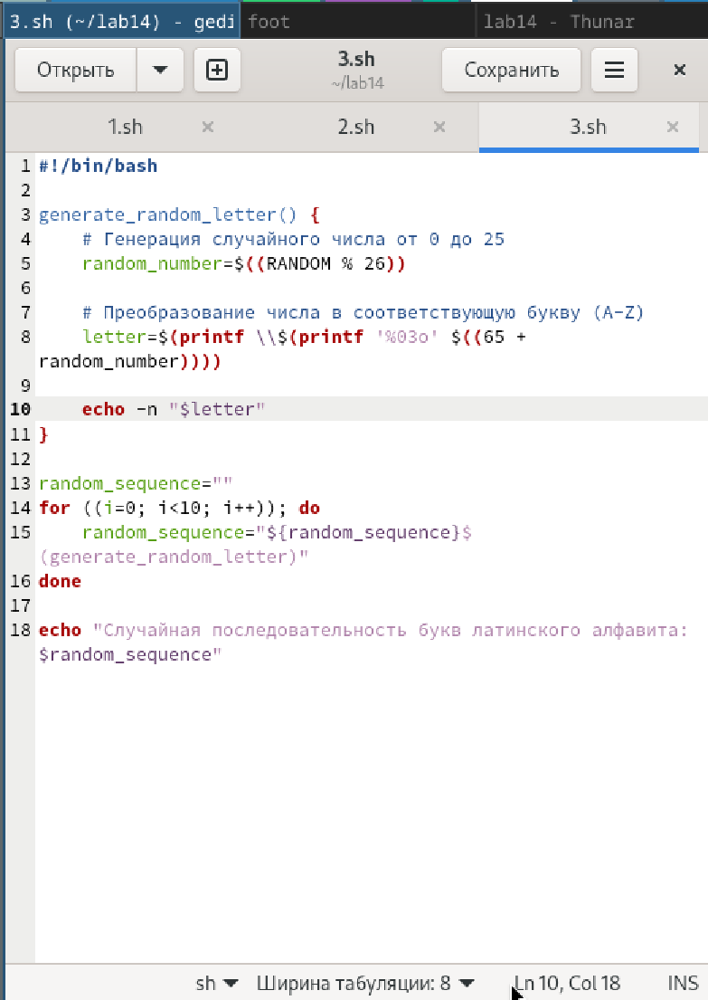 3.sh (~/lab14) - gedi
foot
lab14 - Thunar
Открыть
3.sh
~/lab14
Сохранить
1.sh
2.sh
3.sh
1 #!/bin/bash
2
3 generate_random_letter() {
4     # Генерация случайного числа от 0 до 25
5     random_number=$((RANDOM % 26))
6
7     # Преобразование числа в соответствующую букву (A-Z)
8     letter=$(printf \\$(printf '%03o' $((65 +
random_number))))
9
10     echo -n "$letter"
11 }
12
13 random_sequence=""
14 for ((i=0; i<10; i++)); do
15     random_sequence="${random_sequence}$
(generate_random_letter)"
16 done
17
18 echo "Случайная последовательность букв латинского алфавита:
$random_sequence"
sh
Ширина табуляции: 8
Ln 10, Col 18
INS